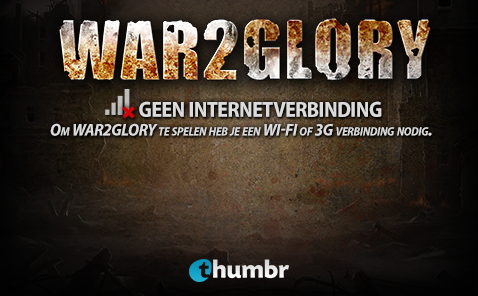 WAR2GLORY
GEEN INTERNETVERBINDING
OM WAR2GLORY TE SPELEN HEB JE EEN WI-FI OF 3G VERBINDING NODIG.
thumbr